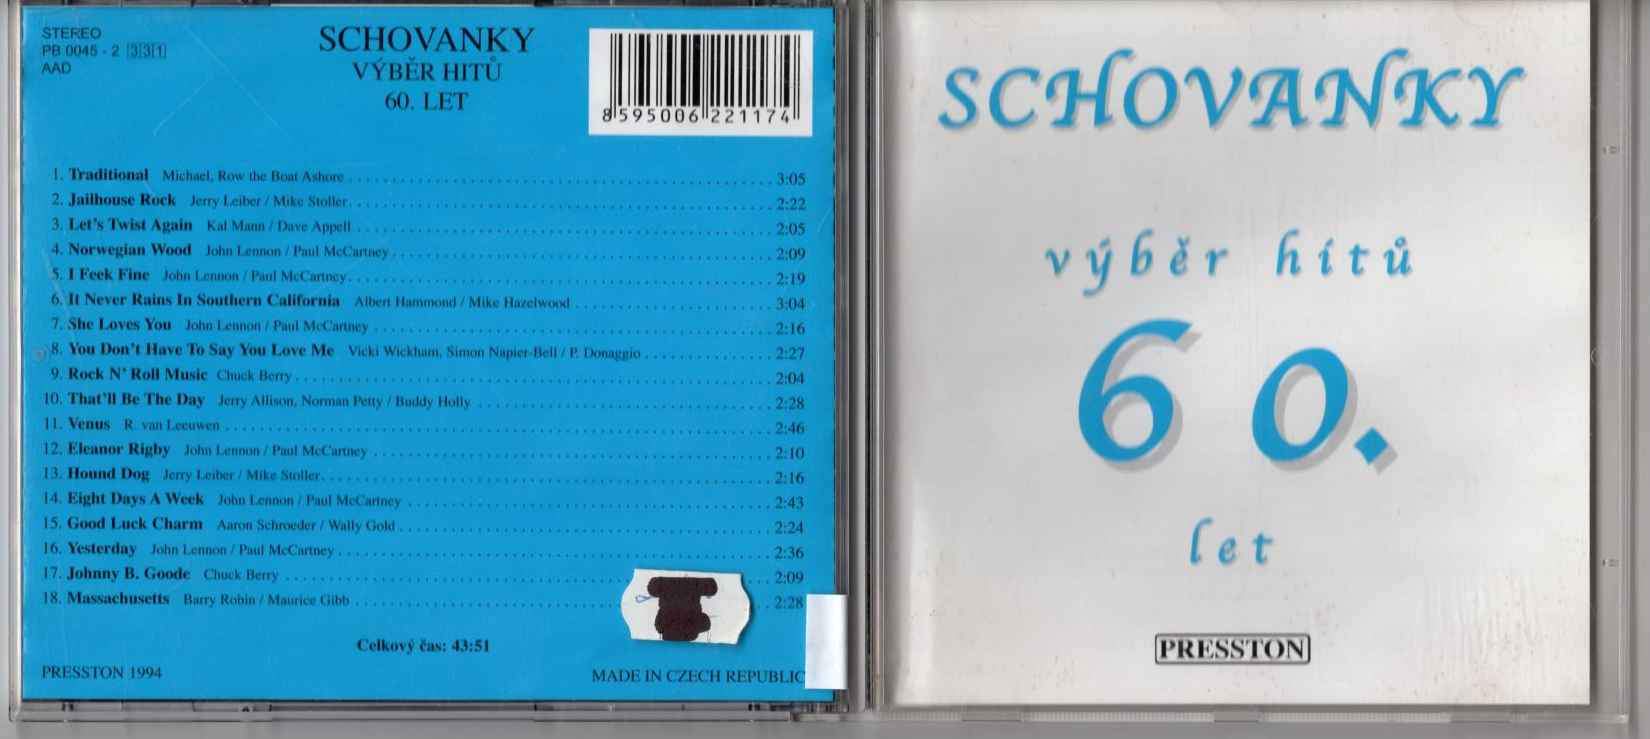 STEREO
PB 0045 - 2 331
AAD
SCHOVANKY
VÝBĚR HITŮ
60. LET
8 595006 221174
1. Traditional Michael, Row the Boat Ashore 3:05
2. Jailhouse Rock Jerry Leiber / Mike Stoller 2:22
3. Let's Twist Again Kal Mann / Dave Appell 2:05
4. Norwegian Wood John Lennon / Paul McCartney 2:09
5. I Feek Fine John Lennon / Paul McCartney 2:19
6. It Never Rains In Southern California Albert Hammond / Mike Hazelwood 3:04
7. She Loves You John Lennon / Paul McCartney 2:16
8. You Don't Have To Say You Love Me Vicki Wickham, Simon Napier-Bell / P. Donaggio 2:27
9. Rock N' Roll Music Chuck Berry 2:04
10. That'll Be The Day Jerry Allison, Norman Petty / Buddy Holly 2:28
11. Venus R. van Leeuwen 2:46
12. Eleanor Rigby John Lennon / Paul McCartney 2:10
13. Hound Dog Jerry Leiber / Mike Stoller 2:16
14. Eight Days A Week John Lennon / Paul McCartney 2:43
15. Good Luck Charm Aaron Schroeder / Wally Gold 2:24
16. Yesterday John Lennon / Paul McCartney 2:36
17. Johnny B. Goode Chuck Berry 2:09
18. Massachusetts Barry Robin / Maurice Gibb 2:28
Celkový čas: 43:51
PRESSTON 1994
MADE IN CZECH REPUBLIC
SCHOVANKY
výběr hitů
60.
let
PRESSTON